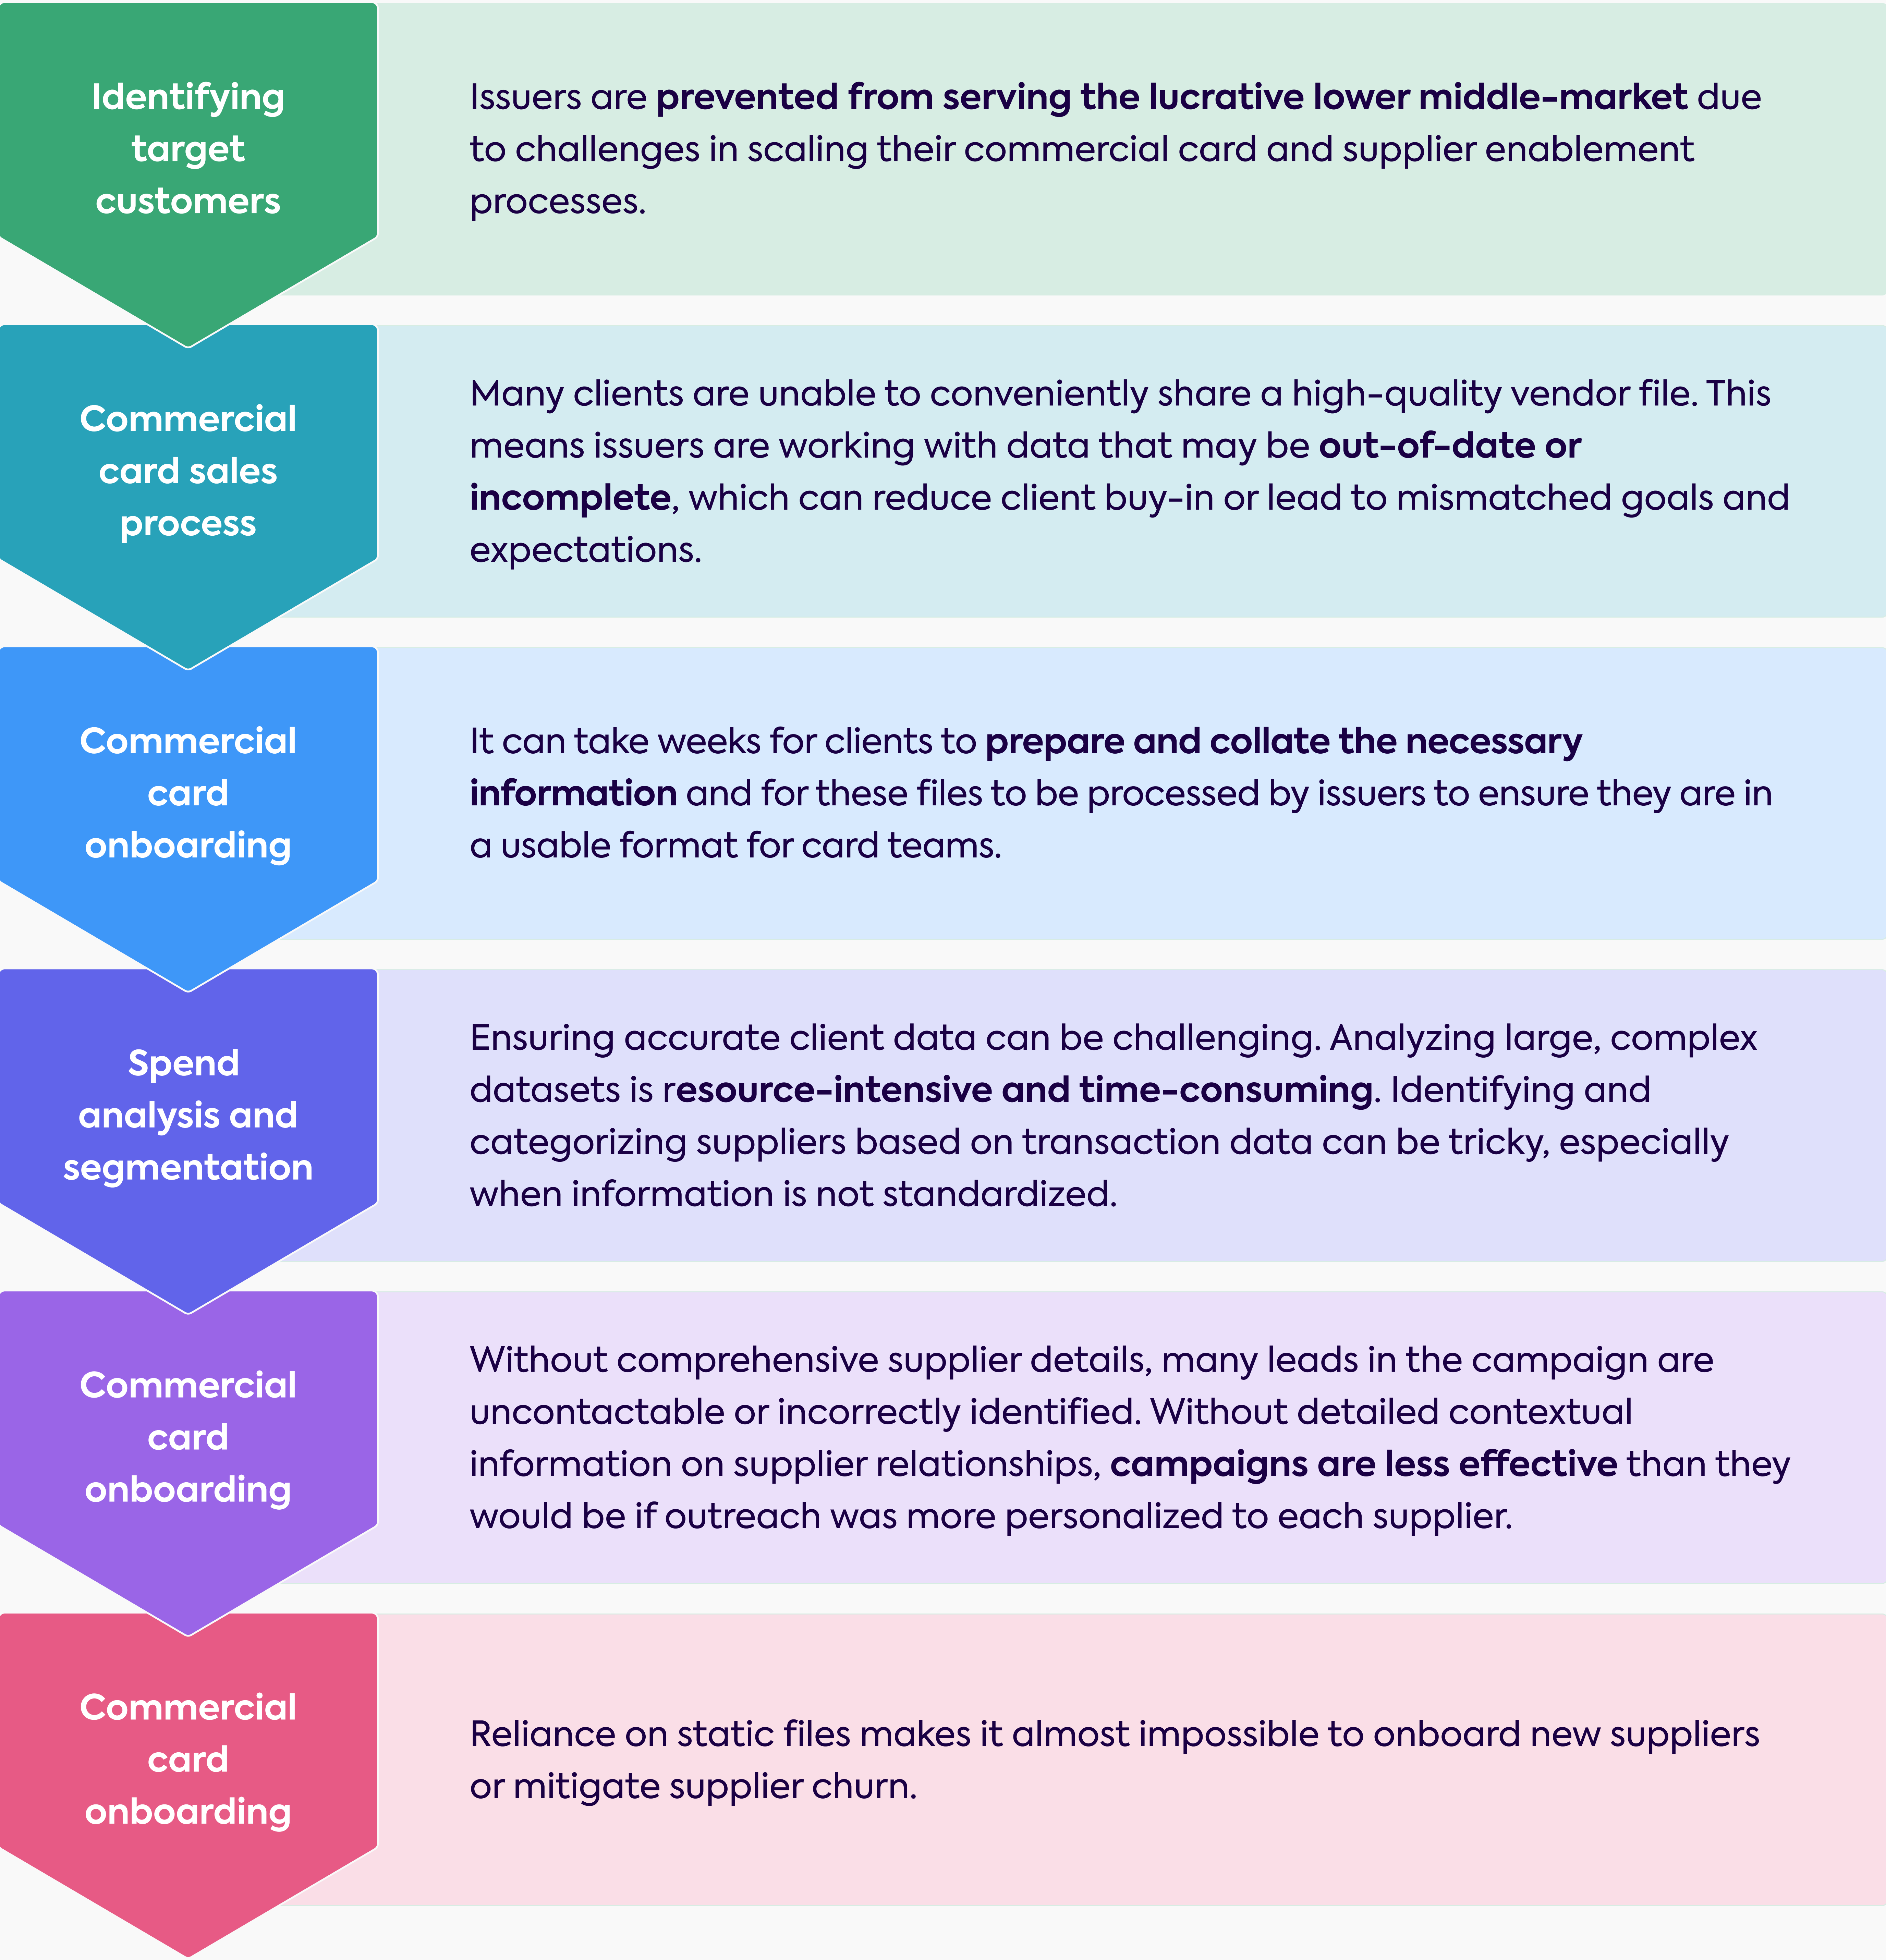 Identifying
target
customers
Issuers are prevented from serving the lucrative lower middle-market due
to challenges in scaling their commercial card and supplier enablement
processes.
Commercial
card sales
process
Many clients are unable to conveniently share a high-quality vendor file. This
means issuers are working with data that may be out-of-date or
incomplete, which can reduce client buy-in or lead to mismatched goals and
expectations.
Commercial
card
onboarding
It can take weeks for clients to prepare and collate the necessary
information and for these files to be processed by issuers to ensure they are in
a usable format for card teams.
Spend
analysis and
segmentation
Ensuring accurate client data can be challenging. Analyzing large, complex
datasets is resource-intensive and time-consuming. Identifying and
categorizing suppliers based on transaction data can be tricky, especially
when information is not standardized.
Commercial
card
onboarding
Without comprehensive supplier details, many leads in the campaign are
uncontactable or incorrectly identified. Without detailed contextual
information on supplier relationships, campaigns are less effective than they
would be if outreach was more personalized to each supplier.
Commercial
card
onboarding
Reliance on static files makes it almost impossible to onboard new suppliers
or mitigate supplier churn.